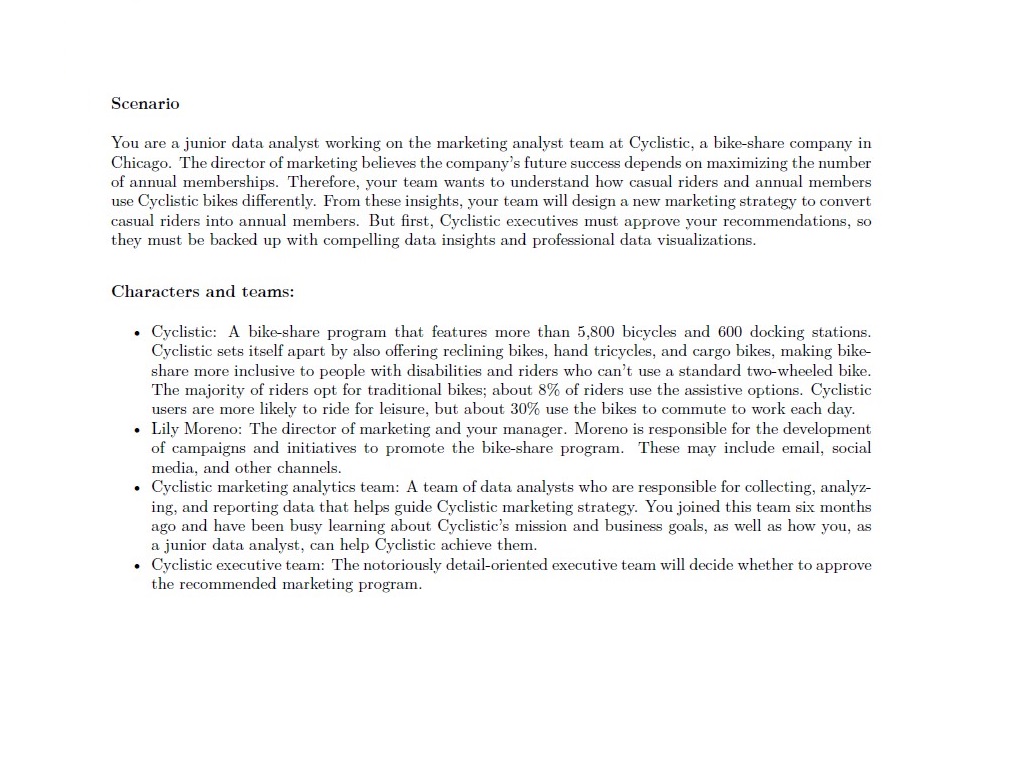 Scenario
You are a junior data analyst working on the marketing analyst team at Cyclistic, a bike-share company in
Chicago. The director of marketing believes the company's future success depends on maximizing the number
of annual memberships. Therefore, your team wants to understand how casual riders and annual members
use Cyclistic bikes differently. From these insights, your team will design a new marketing strategy to convert
casual riders into annual members. But first, Cyclistic executives must approve your recommendations, so
they must be backed up with compelling data insights and professional data visualizations.
Characters and teams:
• Cyclistic: A bike-share program that features more than 5,800 bicycles and 600 docking stations.
Cyclistic sets itself apart by also offering reclining bikes, hand tricycles, and cargo bikes, making bike-
share more inclusive to people with disabilities and riders who can't use a standard two-wheeled bike.
The majority of riders opt for traditional bikes; about 8% of riders use the assistive options. Cyclistic
users are more likely to ride for leisure, but about 30% use the bikes to commute to work each day.
• Lily Moreno: The director of marketing and your manager. Moreno is responsible for the development
of campaigns and initiatives to promote the bike-share program. These may include email, social
media, and other channels.
• Cyclistic marketing analytics team: A team of data analysts who are responsible for collecting, analyz-
ing, and reporting data that helps guide Cyclistic marketing strategy. You joined this team six months
ago and have been busy learning about Cyclistic's mission and business goals, as well as how you, as
a junior data analyst, can help Cyclistic achieve them.
• Cyclistic executive team: The notoriously detail-oriented executive team will decide whether to approve
the recommended marketing program.